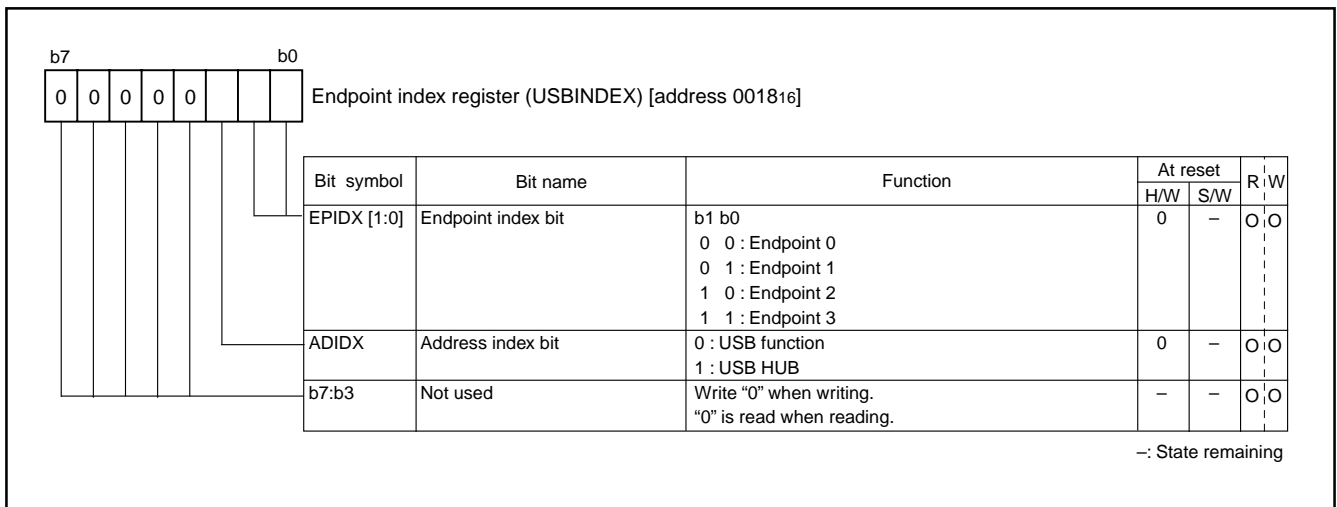 b7 b0
0 0 0 0 0 Endpoint index register (USBINDEX) [address 001816]
Bit symbol Bit name Function At reset R W
H/W S/W
EPIDX [1:0] Endpoint index bit b1 b0 0 – O O
0 0 : Endpoint 0
0 1 : Endpoint 1
1 0 : Endpoint 2
1 1 : Endpoint 3
ADIDX Address index bit 0 : USB function 0 – O O
1 : USB HUB
b7:b3 Not used Write “0” when writing. – – O O
“0” is read when reading.
–: State remaining